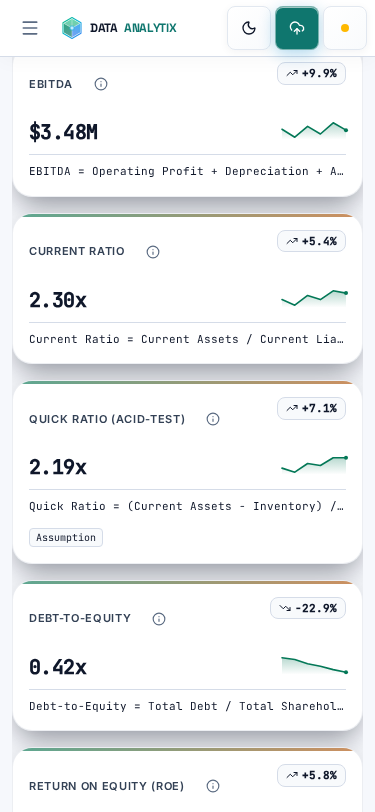 DATA ANALYTIX
+9.9%
EBITDA
$3.48M
EBITDA = Operating Profit + Depreciation + A…
+5.4%
CURRENT RATIO
2.30x
Current Ratio = Current Assets / Current Lia…
+7.1%
QUICK RATIO (ACID-TEST)
2.19x
Quick Ratio = (Current Assets - Inventory) /…
Assumption
-22.9%
DEBT-TO-EQUITY
0.42x
Debt-to-Equity = Total Debt / Total Sharehol…
+5.8%
RETURN ON EQUITY (ROE)